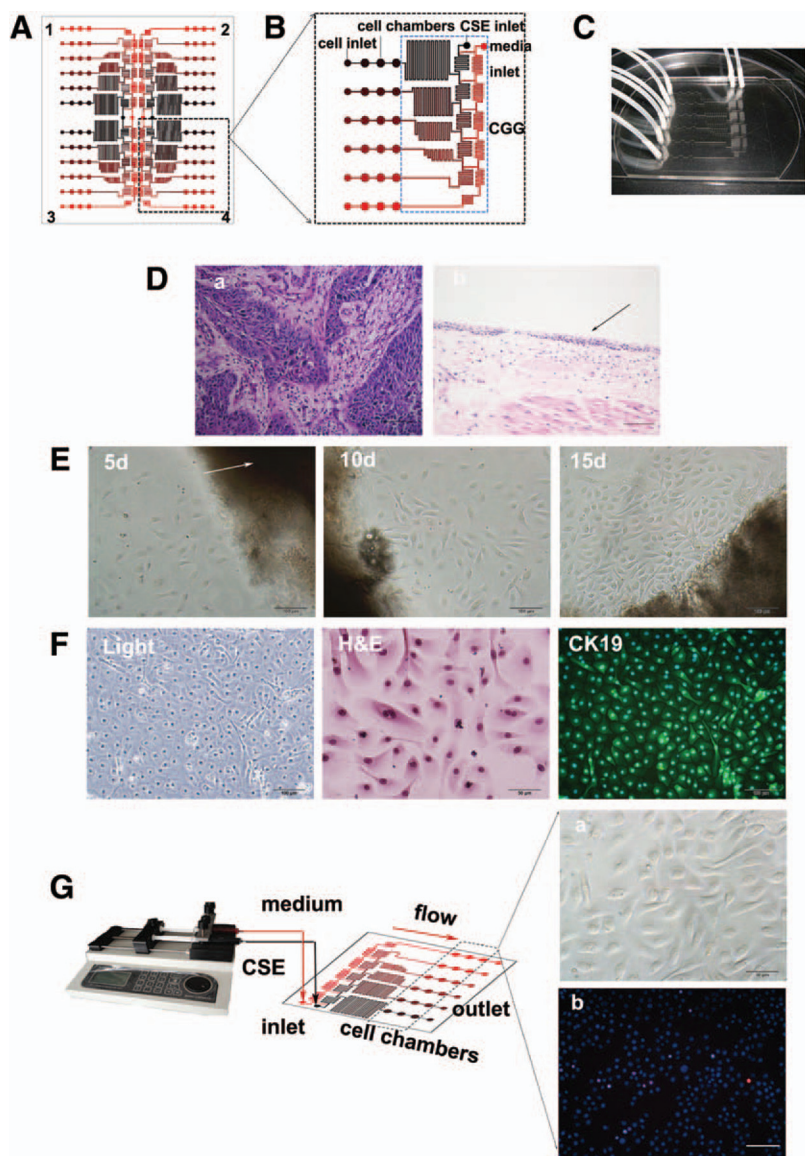 A
1
2
3
4
B
cell chambers CSE inlet
cell inlet
media
inlet
CGG
C
D
a
b
E
5d
10d
15d
F
Light
H&E
CK19
G
medium
CSE
flow
inlet
cell chambers
outlet
a
b